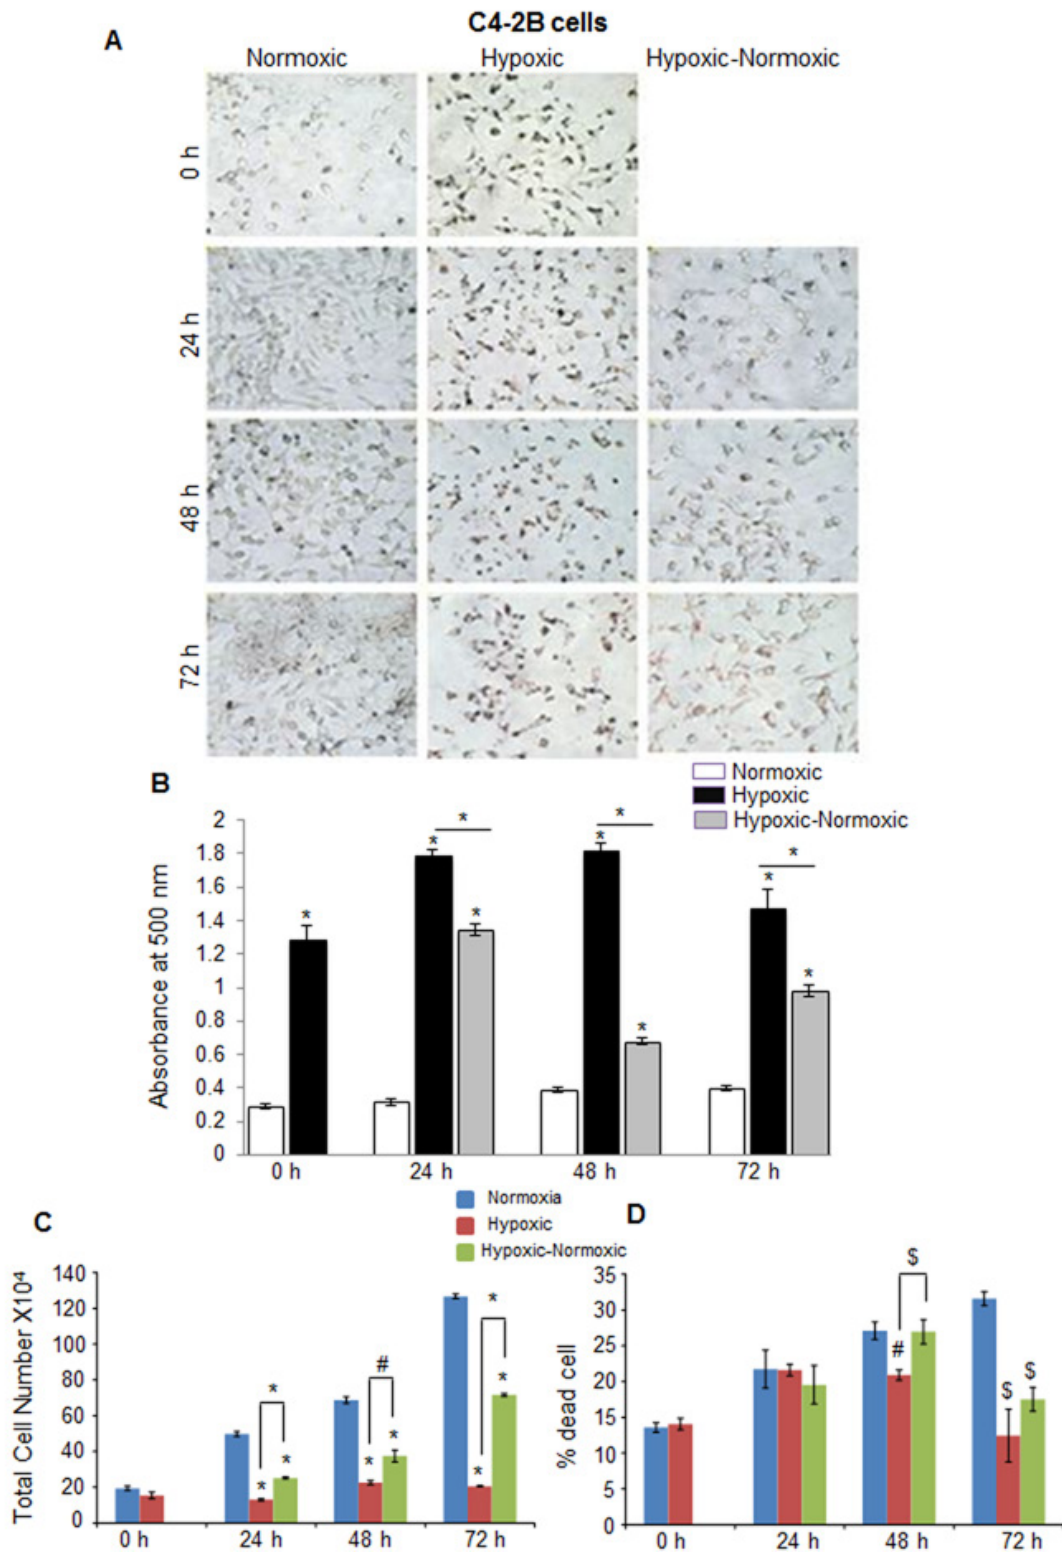 C4-2B cells
A
Normoxic Hypoxic Hypoxic-Normoxic
0 h
24 h
48 h
72 h
B
Normoxic
Hypoxic
Hypoxic-Normoxic
Absorbance at 500 nm
2
1.8
1.6
1.4
1.2
1
0.8
0.6
0.4
0.2
0
* * * * * * * * * *
0 h 24 h 48 h 72 h
C
Normoxia
Hypoxic
Hypoxic-Normoxic
Total Cell Number X10⁴
140
120
100
80
60
40
20
0
* * * # * * * * *
0 h 24 h 48 h 72 h
D
% dead cell
35
30
25
20
15
10
5
0
# $ $ $
0 h 24 h 48 h 72 h